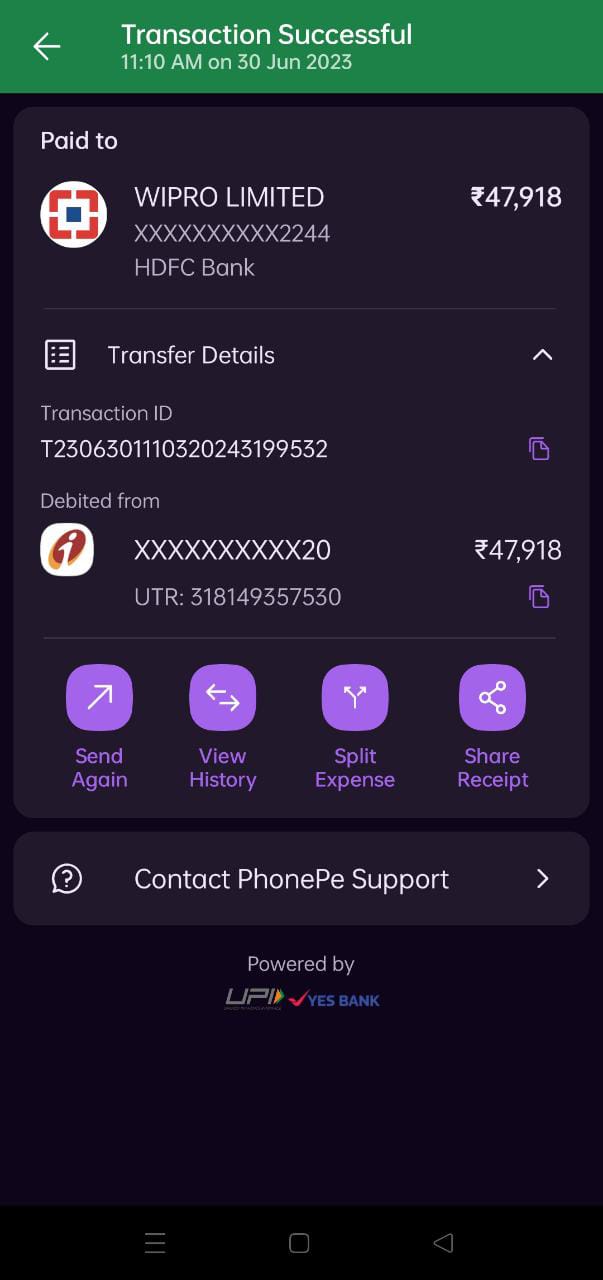 Transaction Successful
11:10 AM on 30 Jun 2023
Paid to
WIPRO LIMITED ₹47,918
XXXXXXXXXX2244
HDFC Bank
Transfer Details
Transaction ID
T2306301110320243199532
Debited from
XXXXXXXXXX20 ₹47,918
UTR: 318149357530
Send Again
View History
Split Expense
Share Receipt
Contact PhonePe Support
Powered by
UPI YES BANK